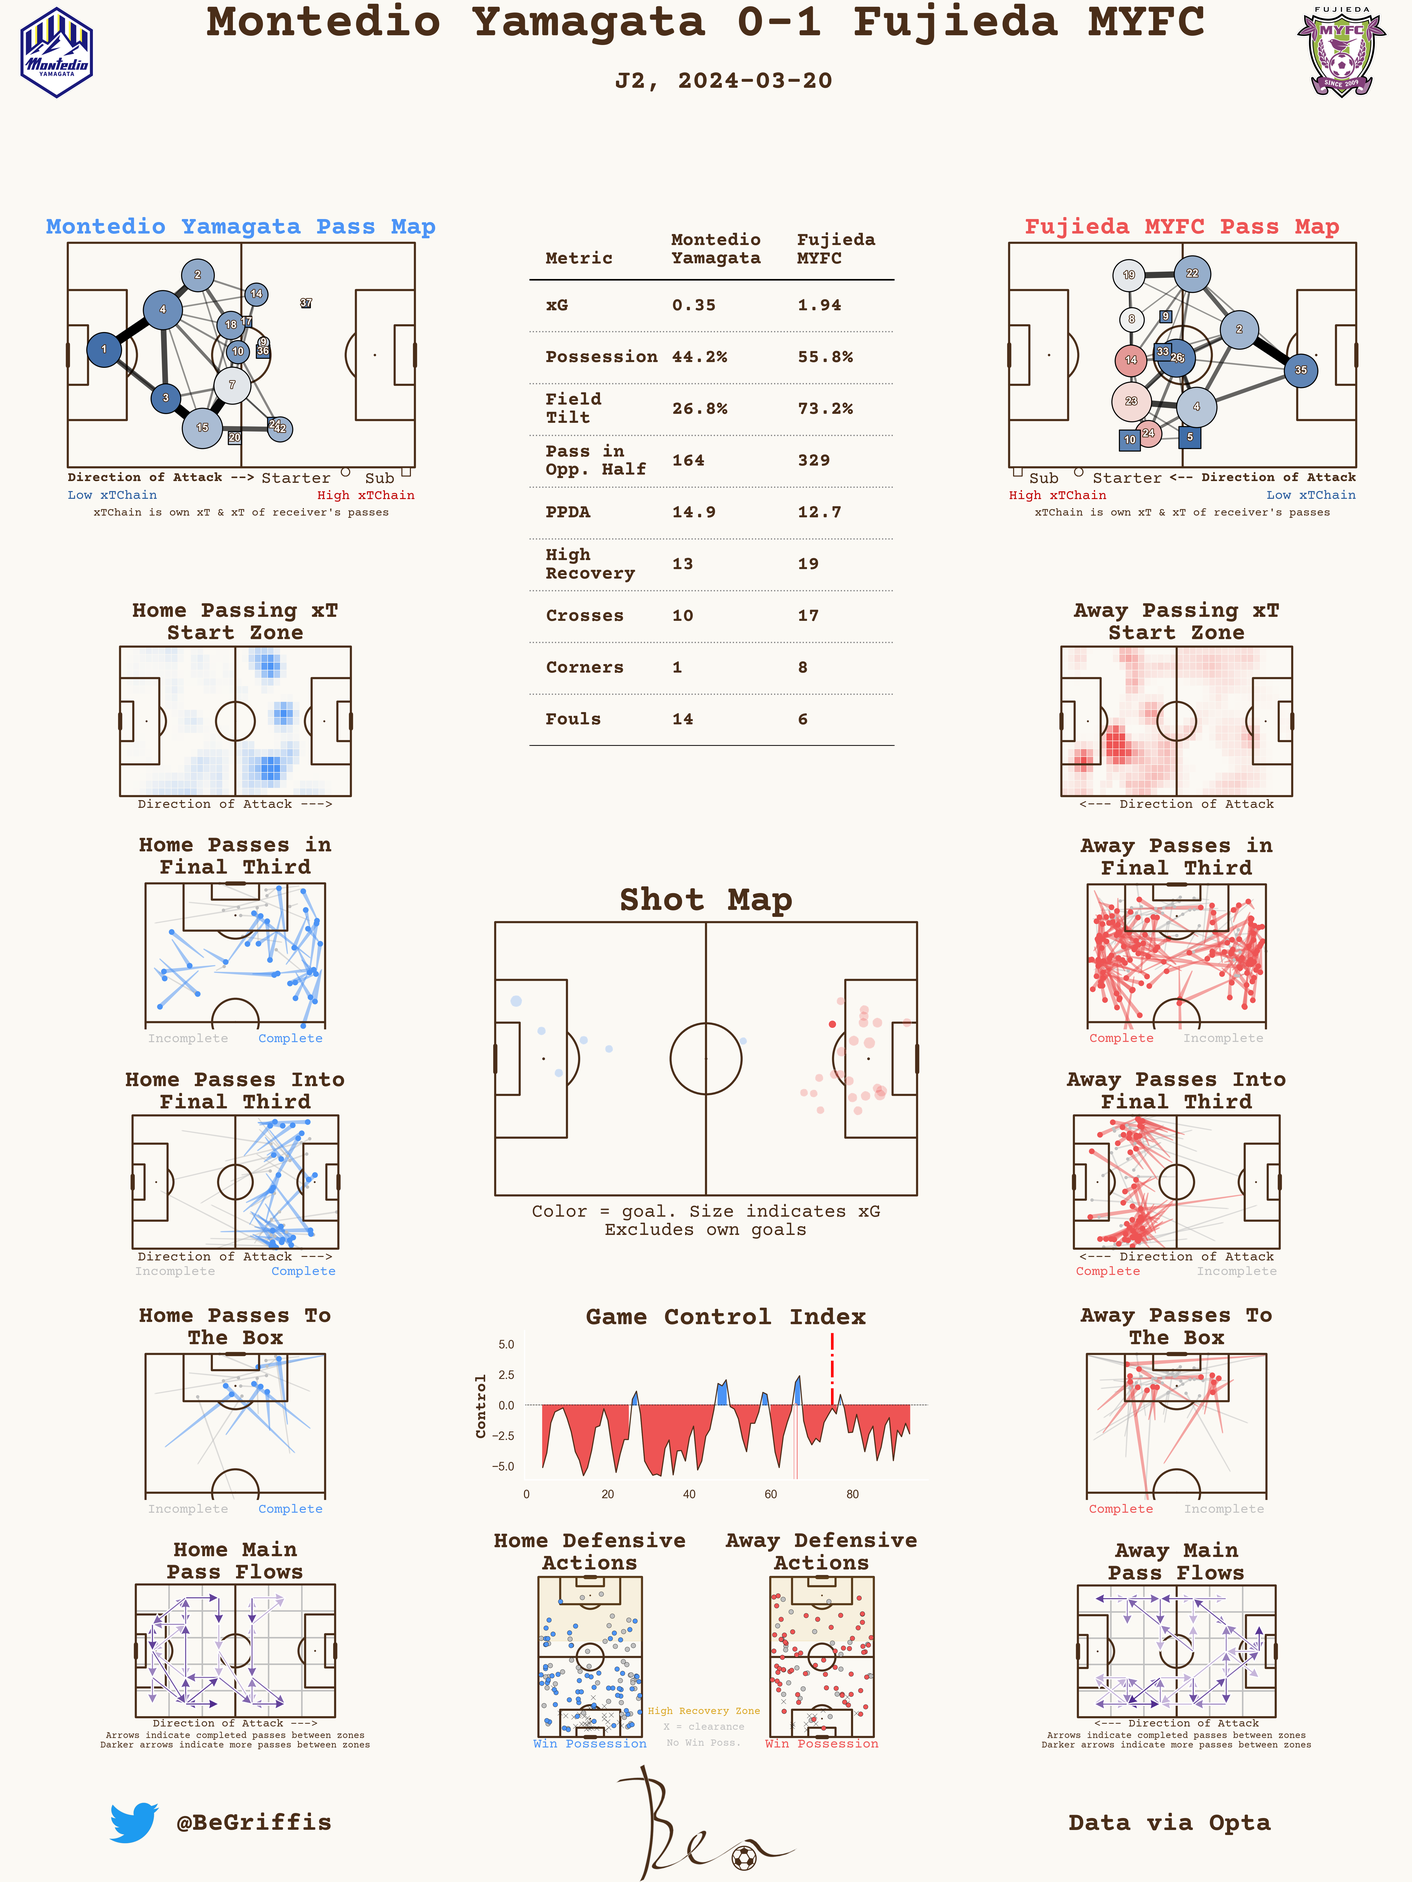 Montedio Yamagata 0-1 Fujieda MYFC
J2, 2024-03-20
Montedio
YAMAGATA
FUJIEDA
MYFC
SINCE 2009
Montedio Yamagata Pass Map
2
14
37
4
18
17
9
1
10
36
7
3
15
20
42
Direction of Attack --> Starter Sub
Low xTChain High xTChain
xTChain is own xT & xT of receiver's passes
Metric Montedio Yamagata Fujieda MYFC
xG 0.35 1.94
Possession 44.2% 55.8%
Field Tilt 26.8% 73.2%
Pass in Opp. Half 164 329
PPDA 14.9 12.7
High Recovery 13 19
Crosses 10 17
Corners 1 8
Fouls 14 6
Fujieda MYFC Pass Map
19
22
8
9
2
14
33
26
35
23
4
10
24
5
Sub Starter <-- Direction of Attack
High xTChain Low xTChain
xTChain is own xT & xT of receiver's passes
Home Passing xT
Start Zone
Direction of Attack --->
Away Passing xT
Start Zone
<--- Direction of Attack
Home Passes in
Final Third
Incomplete Complete
Away Passes in
Final Third
Complete Incomplete
Shot Map
Color = goal. Size indicates xG
Excludes own goals
Home Passes Into
Final Third
Direction of Attack --->
Incomplete Complete
Away Passes Into
Final Third
<--- Direction of Attack
Complete Incomplete
Home Passes To
The Box
Incomplete Complete
Game Control Index
Control
5.0
2.5
0.0
−2.5
−5.0
0 20 40 60 80
Away Passes To
The Box
Complete Incomplete
Home Main
Pass Flows
Direction of Attack --->
Arrows indicate completed passes between zones
Darker arrows indicate more passes between zones
Home Defensive
Actions
Win Possession
High Recovery Zone
X = clearance
No Win Poss.
Away Defensive
Actions
Win Possession
Away Main
Pass Flows
<--- Direction of Attack
Arrows indicate completed passes between zones
Darker arrows indicate more passes between zones
@BeGriffis
Ben
Data via Opta